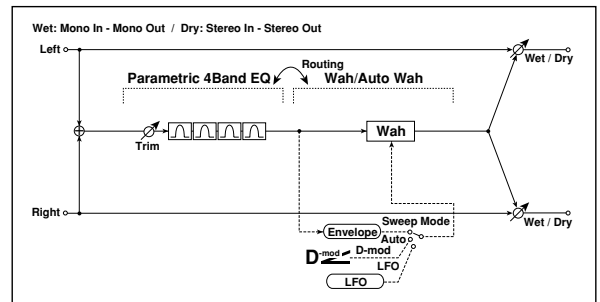 Wet: Mono In - Mono Out / Dry: Stereo In - Stereo Out
Left
Wet / Dry
Routing
Parametric 4Band EQ
Wah/Auto Wah
Wah
Trim
Right
Wet / Dry
Sweep Mode
Envelope
Auto
D-mod
D-mod
LFO
LFO